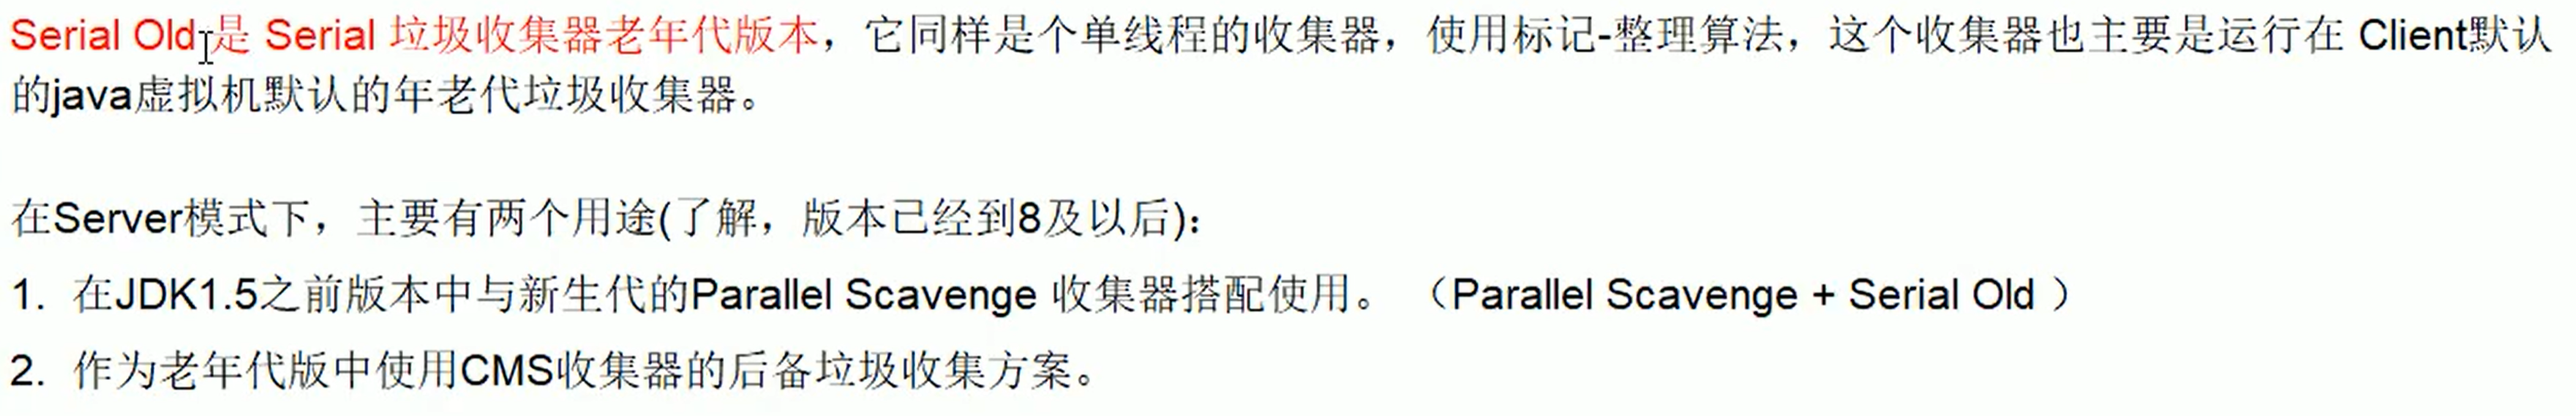 Serial Old是 Serial 垃圾收集器老年代版本，它同样是个单线程的收集器，使用标记-整理算法，这个收集器也主要是运行在 Client默认
的java虚拟机默认的年老代垃圾收集器。
在Server模式下，主要有两个用途(了解，版本已经到8及以后)：
1. 在JDK1.5之前版本中与新生代的Parallel Scavenge 收集器搭配使用。 （Parallel Scavenge + Serial Old ）
2. 作为老年代版中使用CMS收集器的后备垃圾收集方案。